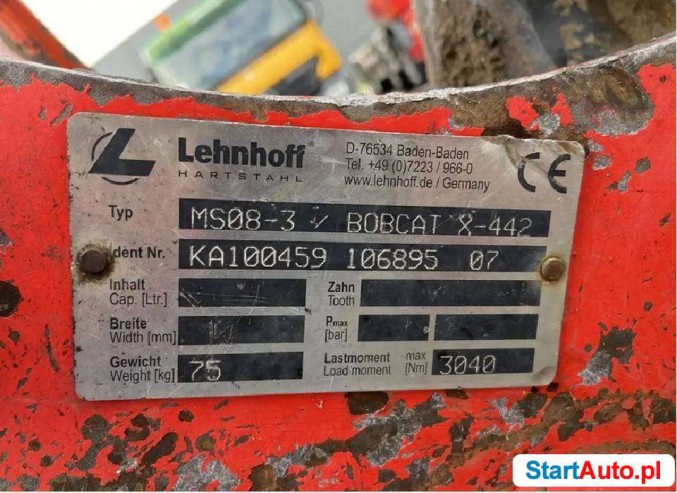 Lehnhoff
HARTSTAHL
D-76534 Baden-Baden
Tel. +49 (0)7223 / 966-0
www.lehnhoff.de / Germany
CE
Typ MS08-3 / BOBCAT X-442
dent Nr. KA100459 106895 07
Inhalt
Cap. [Ltr.]
Zahn
Tooth
Breite
Width [mm]
Pmax
[bar]
Gewicht
Weight [kg] 75
Lastmoment max
Load moment [Nm] 3040
StartAuto.pl